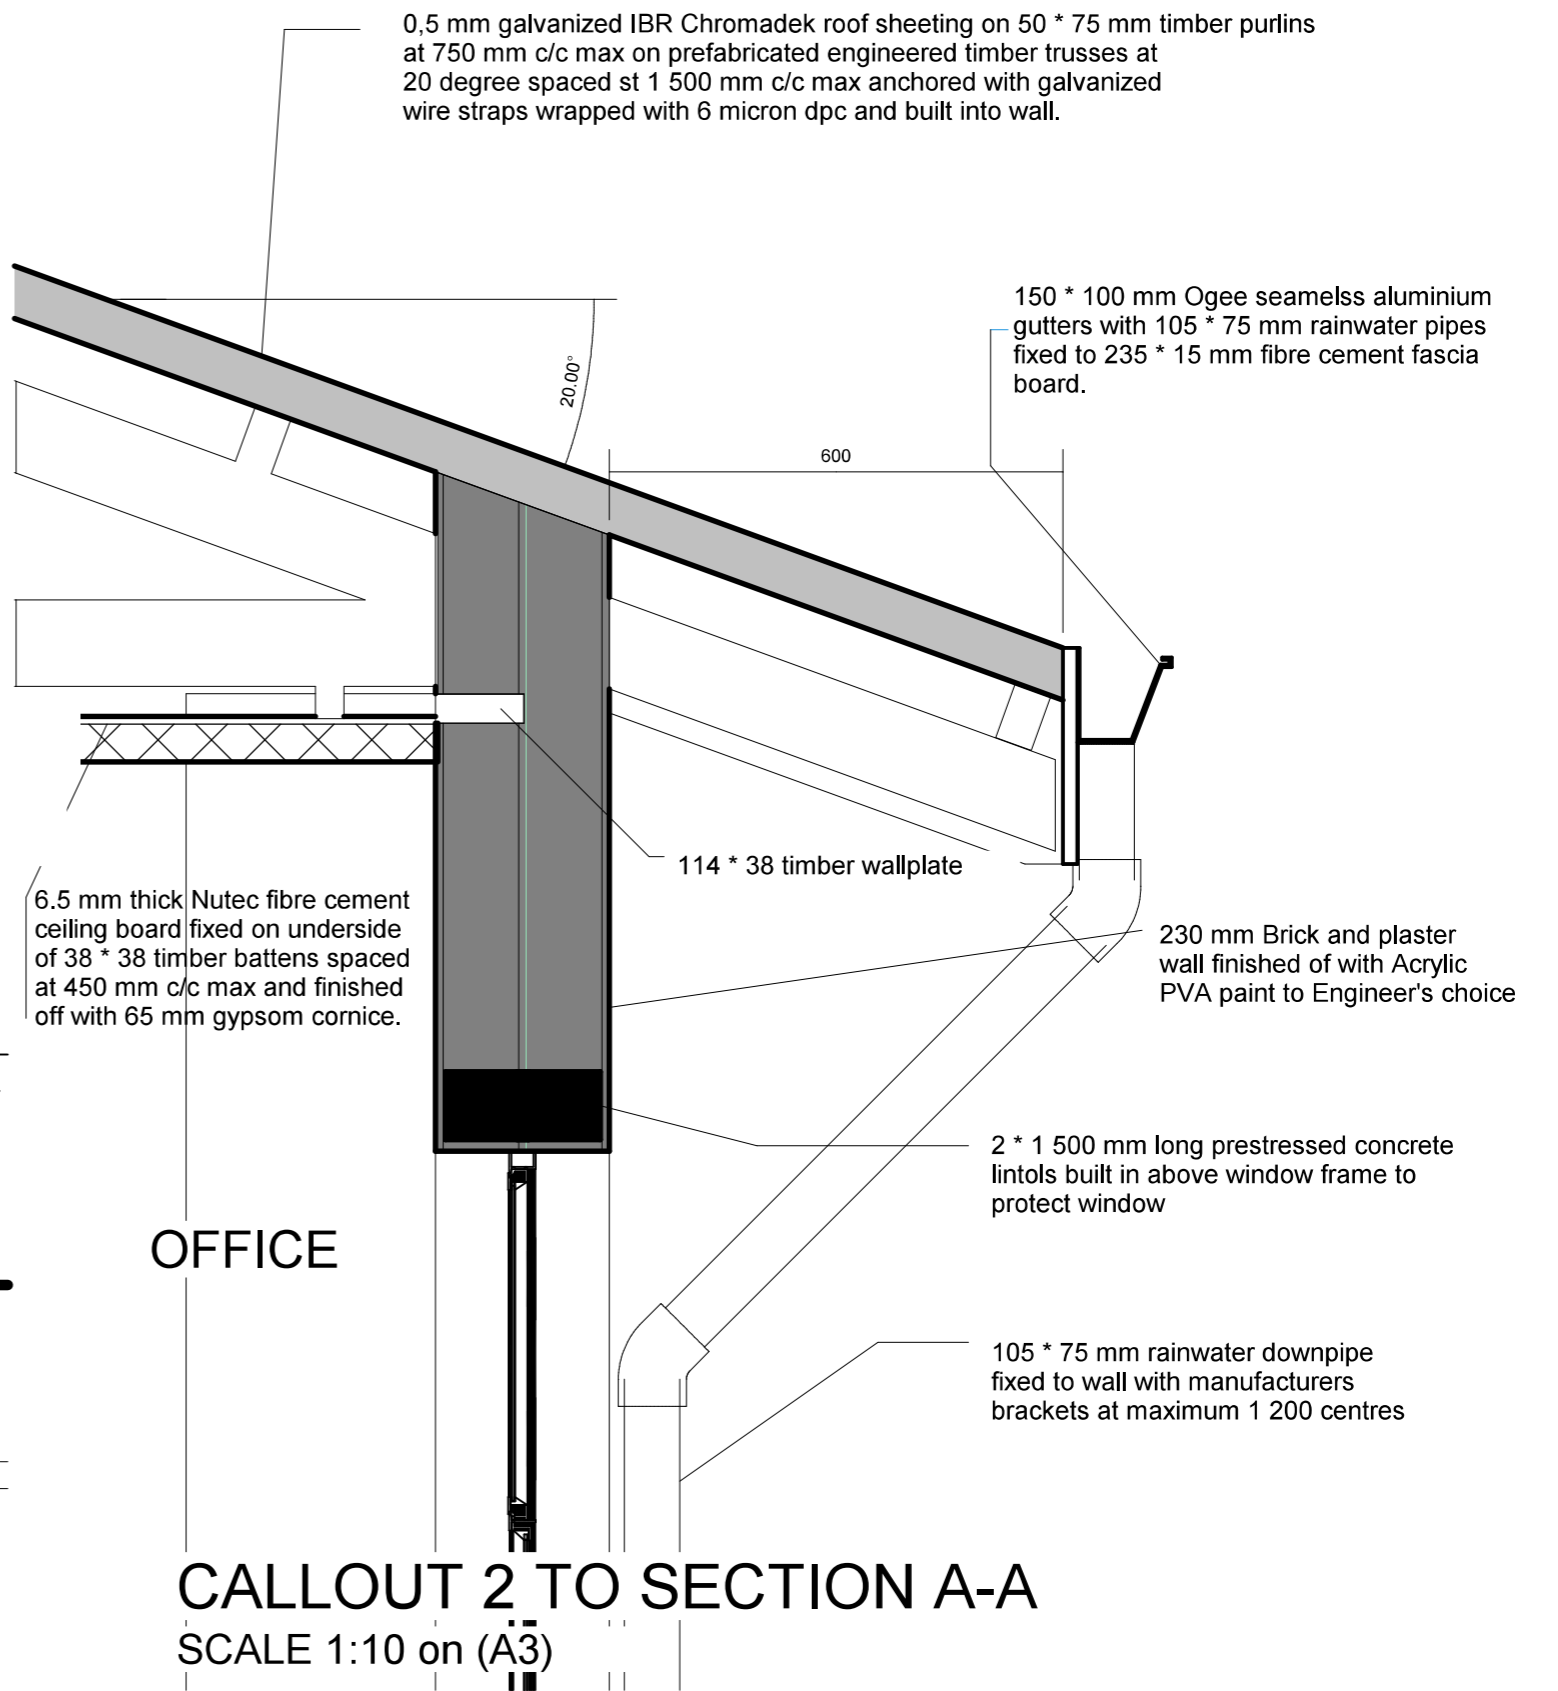 0,5 mm galvanized IBR Chromadek roof sheeting on 50 * 75 mm timber purlins
at 750 mm c/c max on prefabricated engineered timber trusses at
20 degree spaced st 1 500 mm c/c max anchored with galvanized
wire straps wrapped with 6 micron dpc and built into wall.
150 * 100 mm Ogee seamelss aluminium
gutters with 105 * 75 mm rainwater pipes
fixed to 235 * 15 mm fibre cement fascia
board.
20.00°
600
114 * 38 timber wallplate
6.5 mm thick Nutec fibre cement
ceiling board fixed on underside
of 38 * 38 timber battens spaced
at 450 mm c/c max and finished
off with 65 mm gypsom cornice.
230 mm Brick and plaster
wall finished of with Acrylic
PVA paint to Engineer's choice
2 * 1 500 mm long prestressed concrete
lintols built in above window frame to
protect window
OFFICE
105 * 75 mm rainwater downpipe
fixed to wall with manufacturers
brackets at maximum 1 200 centres
CALLOUT 2 TO SECTION A-A
SCALE 1:10 on (A3)